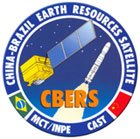 CHINA-BRAZIL EARTH RESOURCES SATELLITE
CBERS
MCT/INPE CAST